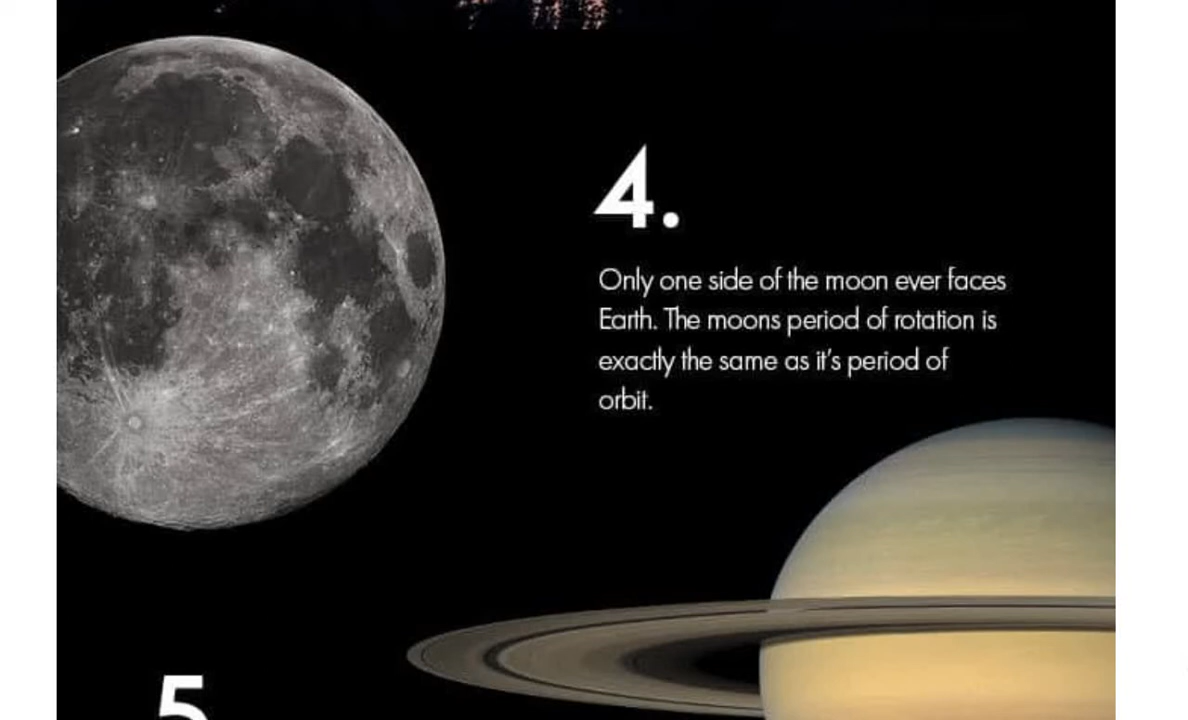 4.
Only one side of the moon ever faces
Earth. The moons period of rotation is
exactly the same as it's period of
orbit.
5